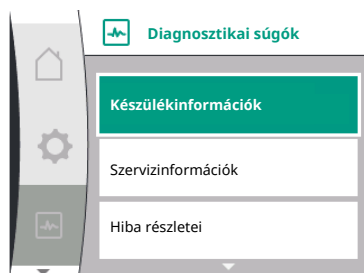 Diagnosztikai súgók
Készülékinformációk
Szervizinformációk
Hiba részletei